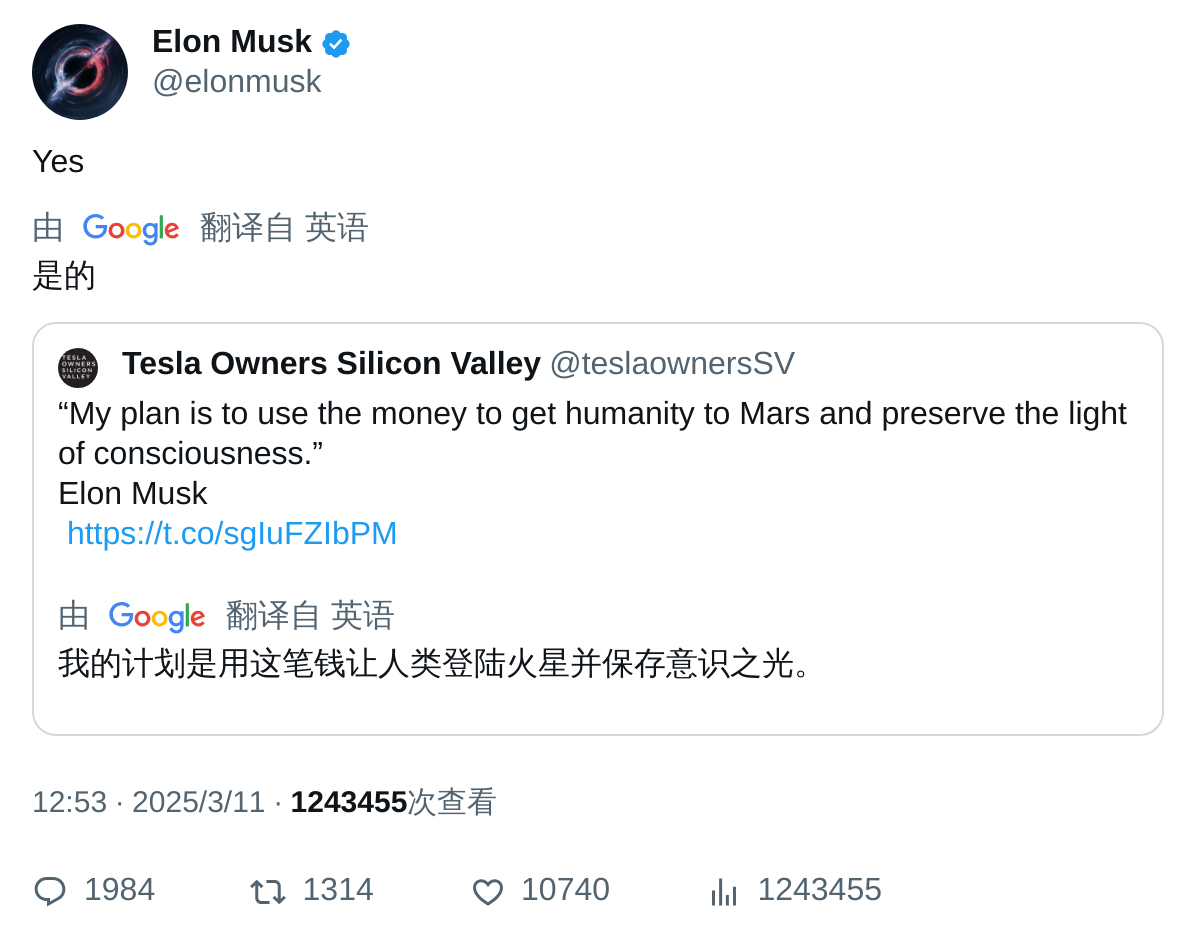 Elon Musk
@elonmusk
Yes
由 Google 翻译自 英语
是的
TESLA OWNERS SILICON VALLEY
Tesla Owners Silicon Valley @teslaownersSV
“My plan is to use the money to get humanity to Mars and preserve the light
of consciousness.”
Elon Musk
https://t.co/sgIuFZIbPM
由 Google 翻译自 英语
我的计划是用这笔钱让人类登陆火星并保存意识之光。
12:53 · 2025/3/11 · 1243455次查看
1984 1314 10740 1243455